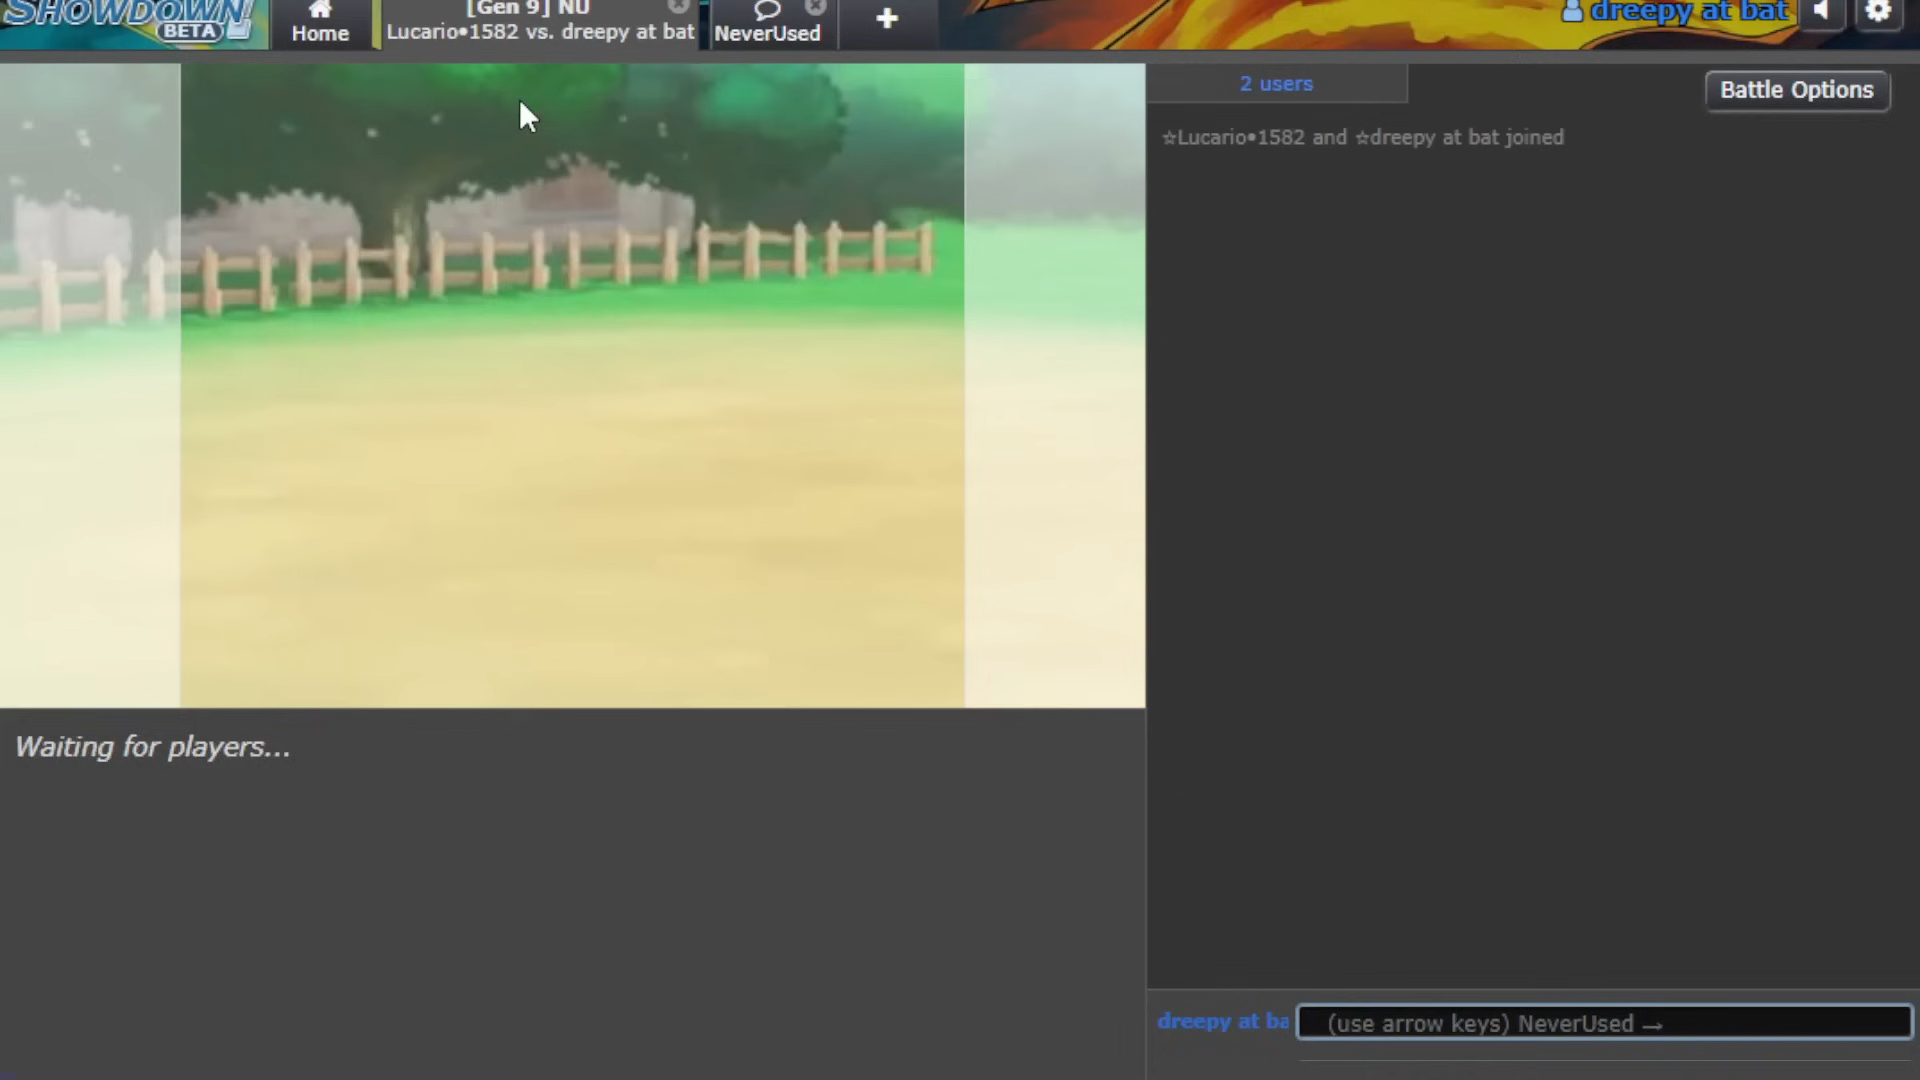 SHOWDOWN
BETA
Home
[Gen 9] NU
Lucario•1582 vs. dreepy at bat
NeverUsed
dreepy at bat
2 users
Battle Options
☆Lucario•1582 and ☆dreepy at bat joined
Waiting for players...
dreepy at ba
(use arrow keys) NeverUsed →